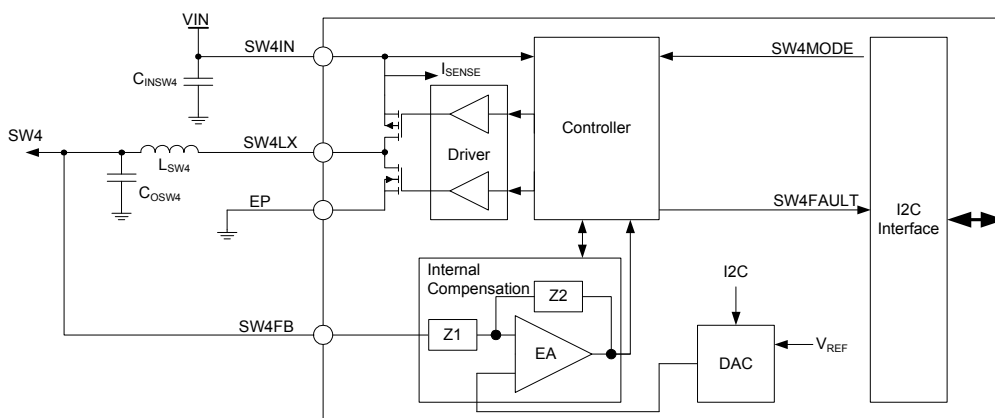 VIN
SW4IN
SW4MODE
ISENSE
CINSW4
Controller
SW4
SW4LX
Driver
LSW4
COSW4
EP
SW4FAULT
I2C
Interface
Internal
Compensation
I2C
Z2
SW4FB
Z1
EA
DAC
VREF